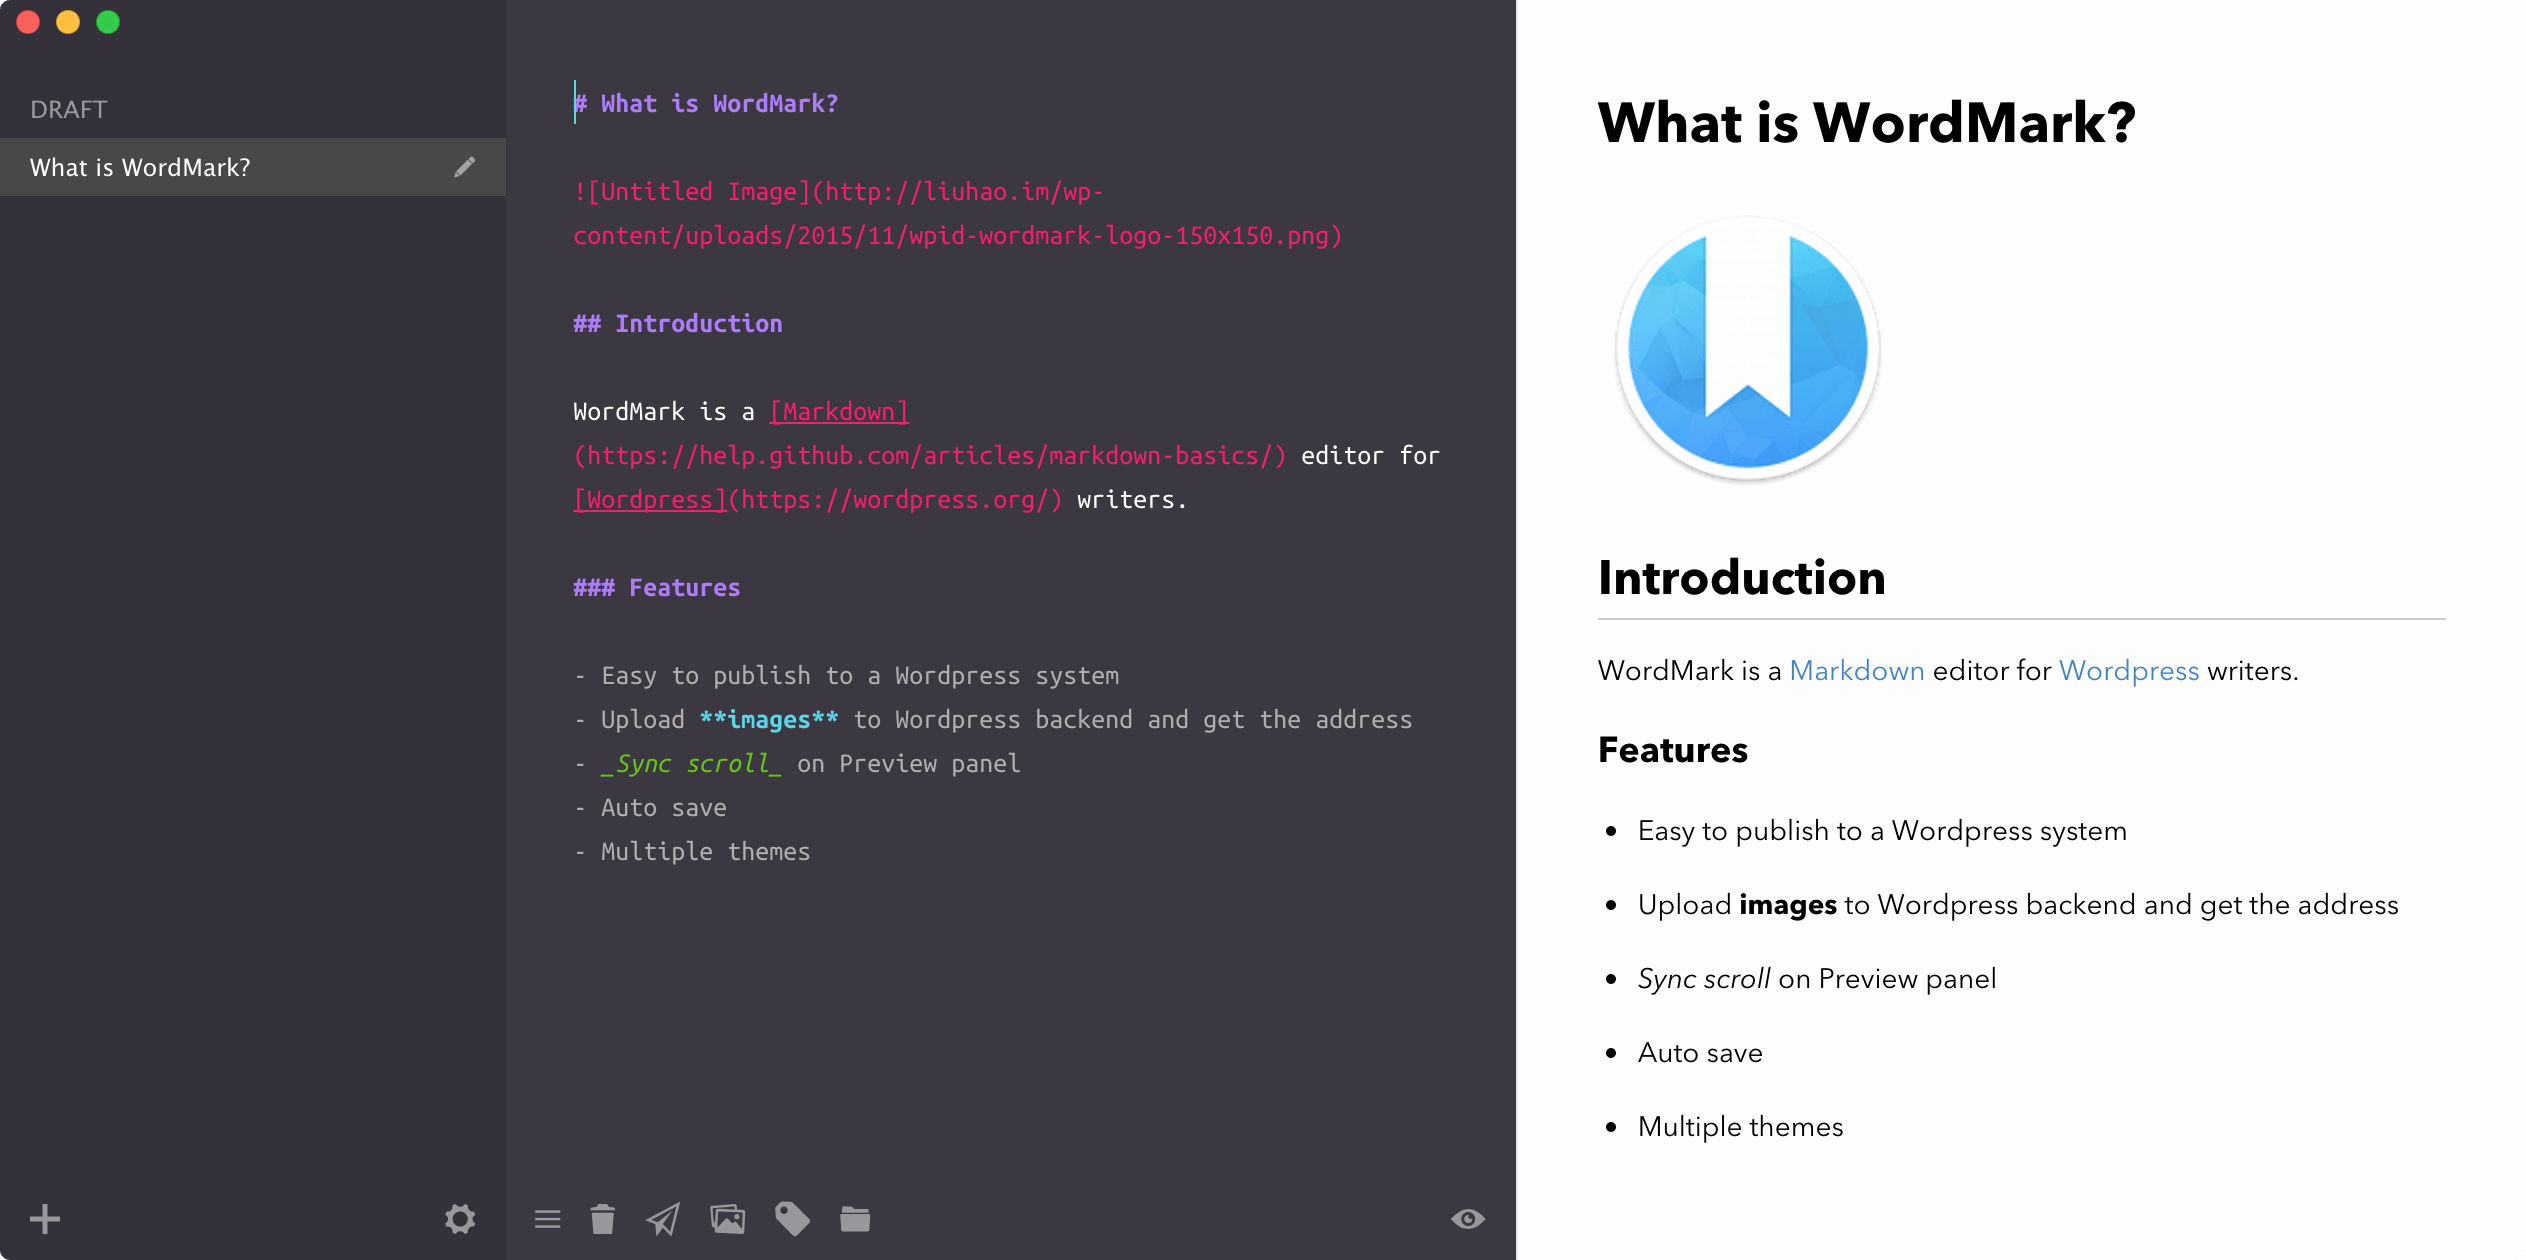 DRAFT
What is WordMark?
# What is WordMark?
![Untitled Image](http://liuhao.im/wp-
content/uploads/2015/11/wpid-wordmark-logo-150x150.png)
## Introduction
WordMark is a [Markdown]
(https://help.github.com/articles/markdown-basics/) editor for
[Wordpress](https://wordpress.org/) writers.
### Features
- Easy to publish to a Wordpress system
- Upload **images** to Wordpress backend and get the address
- _Sync scroll_ on Preview panel
- Auto save
- Multiple themes
What is WordMark?
Introduction
WordMark is a Markdown editor for Wordpress writers.
Features
• Easy to publish to a Wordpress system
• Upload images to Wordpress backend and get the address
• Sync scroll on Preview panel
• Auto save
• Multiple themes